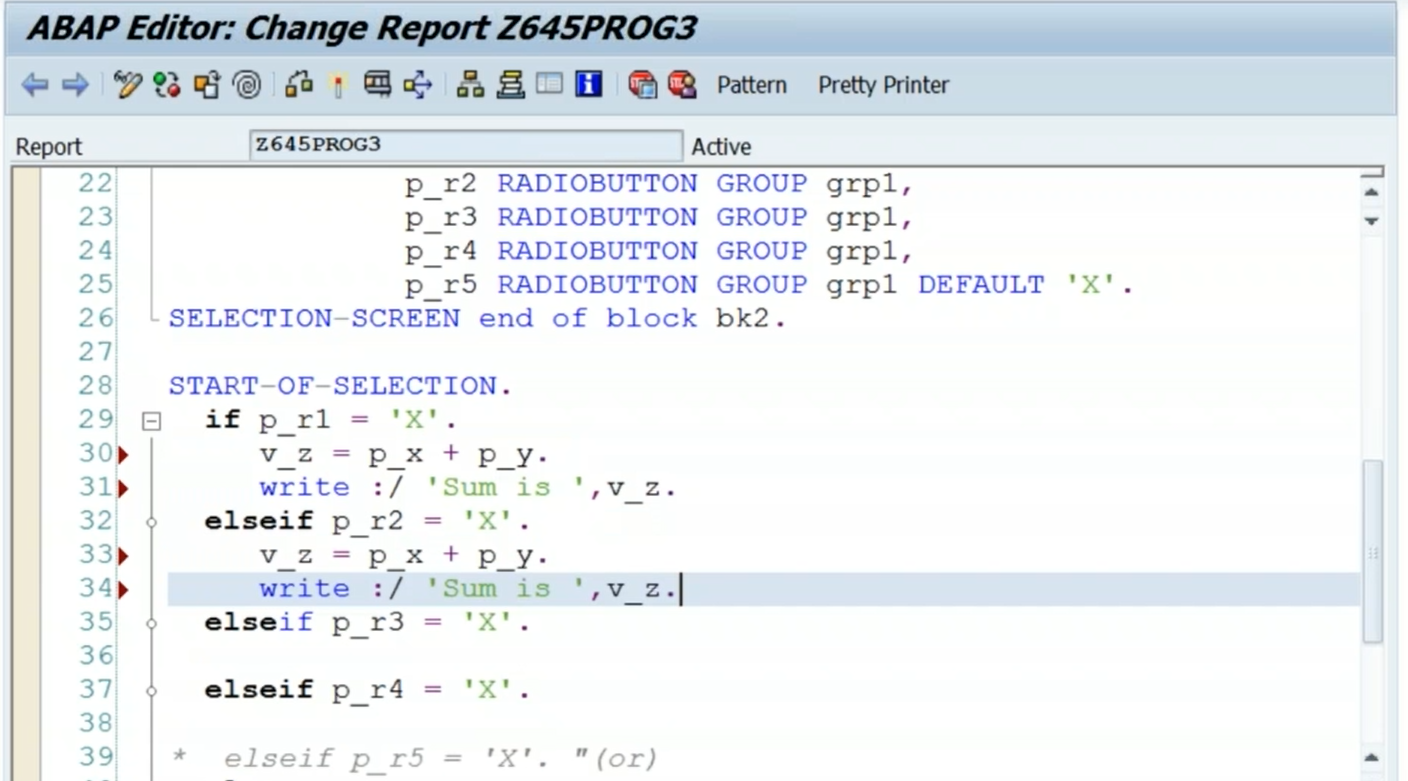 ABAP Editor: Change Report Z645PROG3
Pattern Pretty Printer
Report Z645PROG3 Active
22 p_r2 RADIOBUTTON GROUP grp1,
23 p_r3 RADIOBUTTON GROUP grp1,
24 p_r4 RADIOBUTTON GROUP grp1,
25 p_r5 RADIOBUTTON GROUP grp1 DEFAULT 'X'.
26 SELECTION-SCREEN end of block bk2.
27
28 START-OF-SELECTION.
29 if p_r1 = 'X'.
30 v_z = p_x + p_y.
31 write :/ 'Sum is ',v_z.
32 elseif p_r2 = 'X'.
33 v_z = p_x + p_y.
34 write :/ 'Sum is ',v_z.
35 elseif p_r3 = 'X'.
36
37 elseif p_r4 = 'X'.
38
39 * elseif p_r5 = 'X'. "(or)